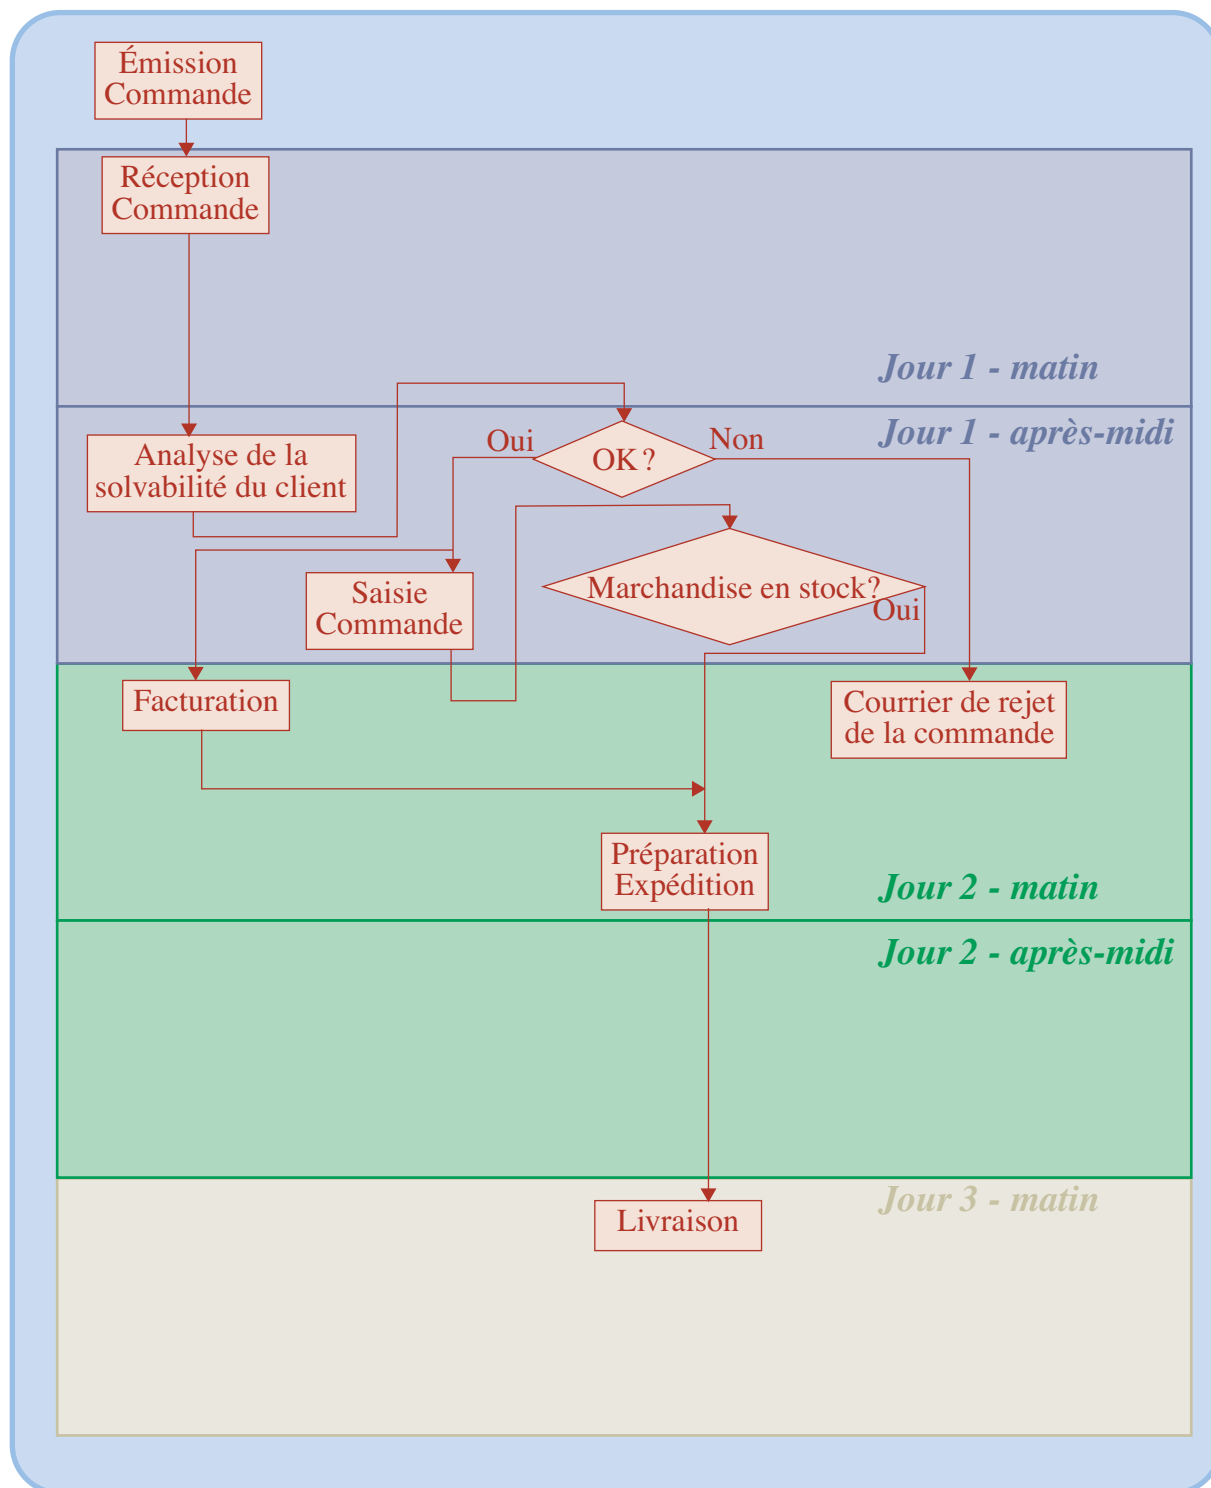 Émission
Commande
Réception
Commande
Jour 1 - matin
Jour 1 - après-midi
Oui
OK ?
Non
Analyse de la
solvabilité du client
Saisie
Commande
Marchandise en stock?
Oui
Facturation
Courrier de rejet
de la commande
Préparation
Expédition
Jour 2 - matin
Jour 2 - après-midi
Jour 3 - matin
Livraison